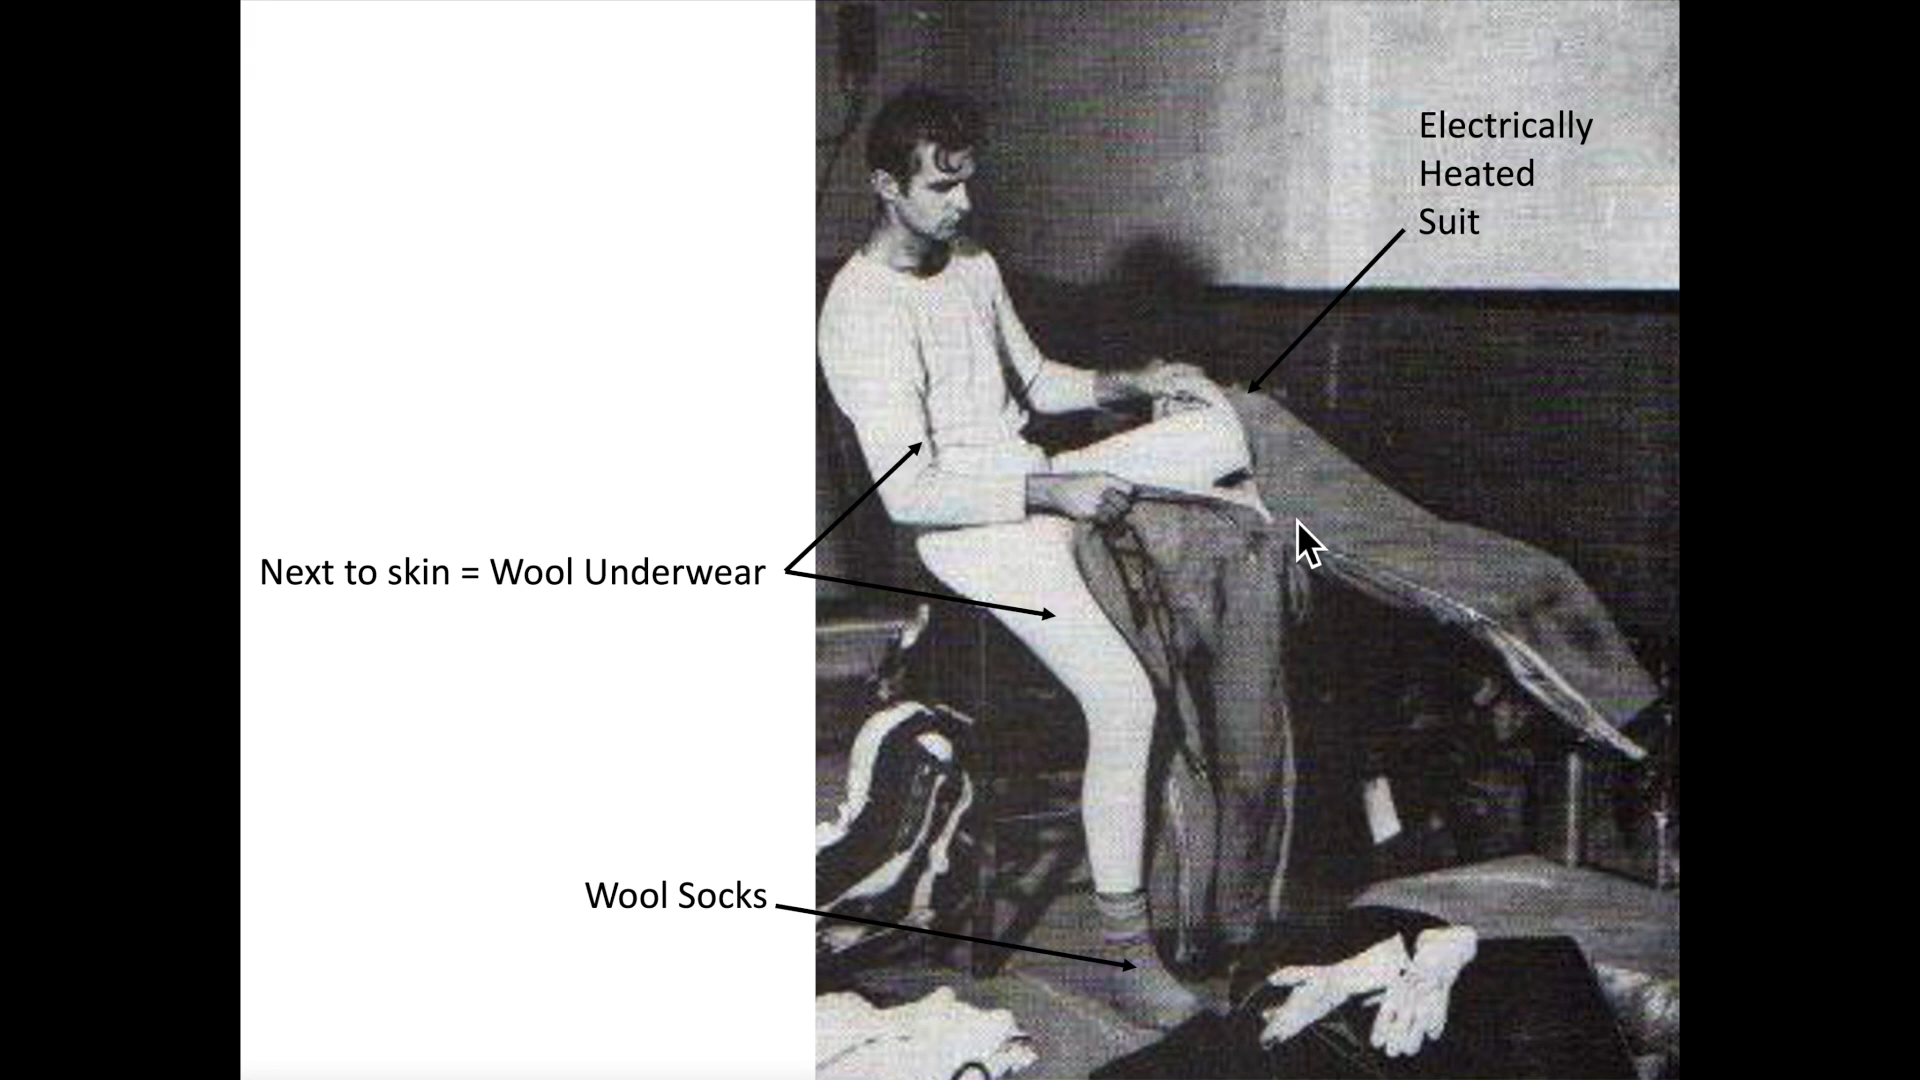 Electrically
Heated
Suit
Next to skin = Wool Underwear
Wool Socks